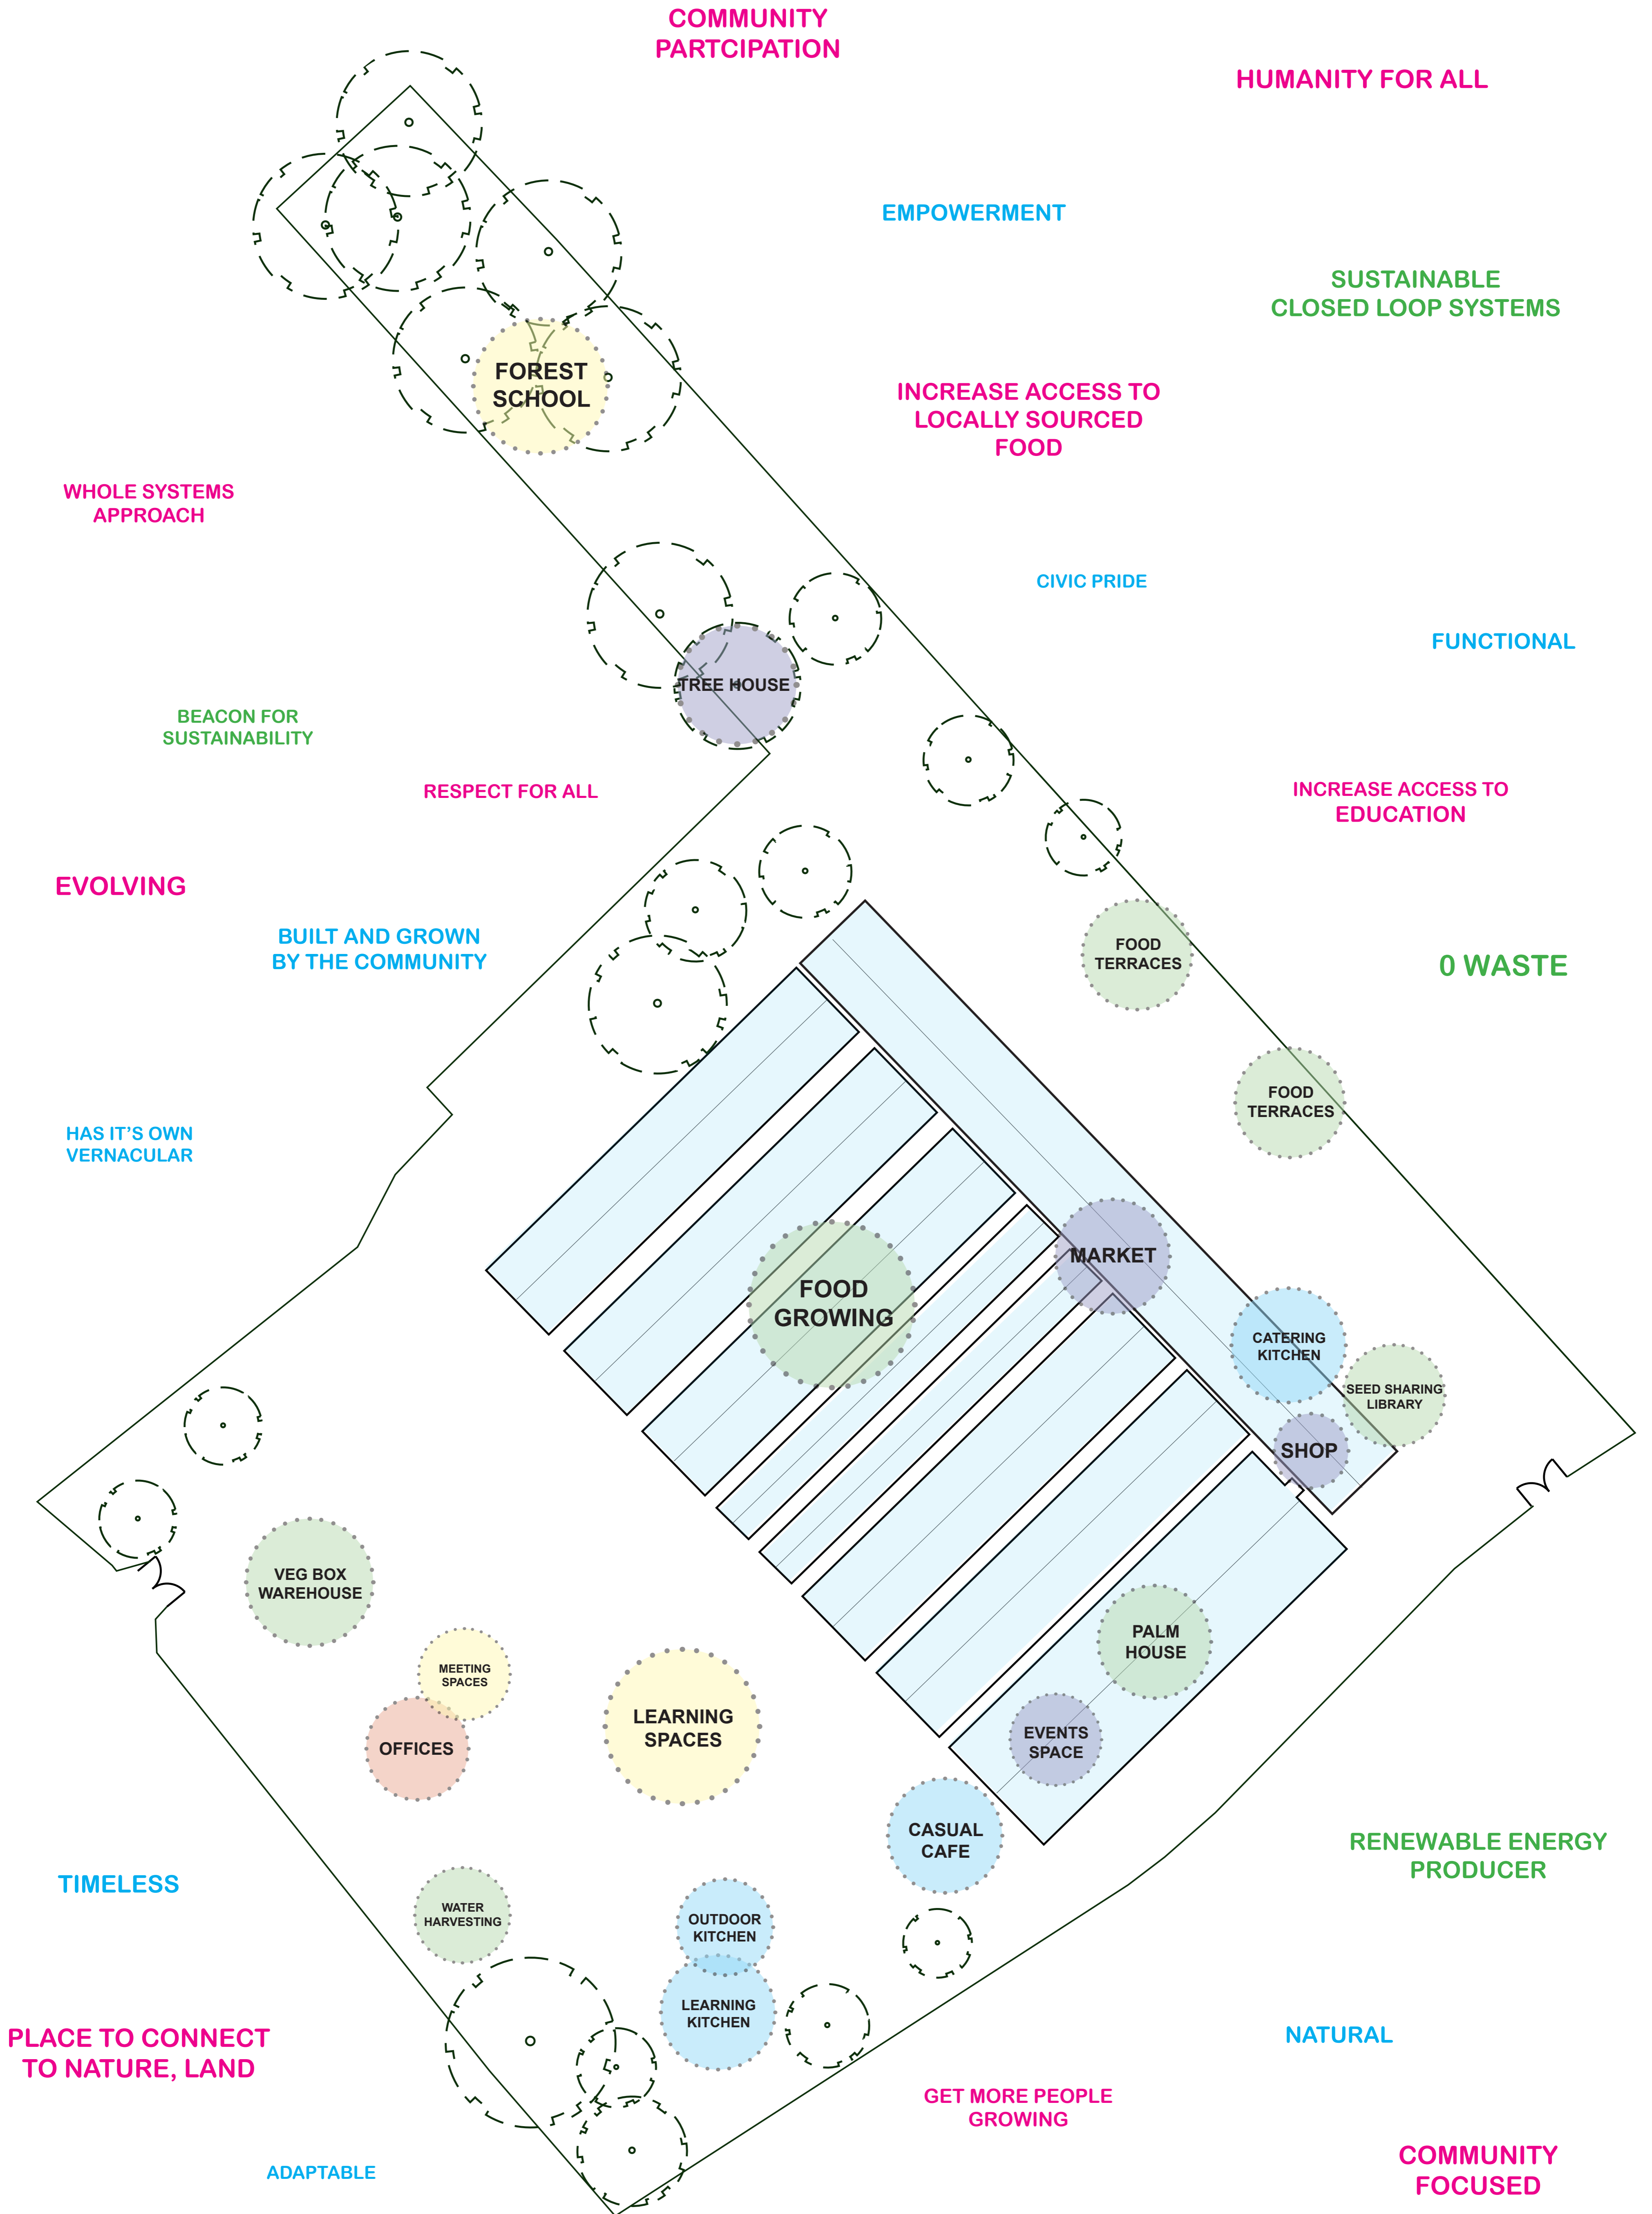 COMMUNITY
PARTCIPATION
HUMANITY FOR ALL
EMPOWERMENT
SUSTAINABLE
CLOSED LOOP SYSTEMS
FOREST
SCHOOL
INCREASE ACCESS TO
LOCALLY SOURCED
FOOD
WHOLE SYSTEMS
APPROACH
CIVIC PRIDE
FUNCTIONAL
TREE HOUSE
BEACON FOR
SUSTAINABILITY
RESPECT FOR ALL
INCREASE ACCESS TO
EDUCATION
EVOLVING
BUILT AND GROWN
BY THE COMMUNITY
FOOD
TERRACES
0 WASTE
FOOD
TERRACES
HAS IT’S OWN
VERNACULAR
MARKET
FOOD
GROWING
CATERING
KITCHEN
SEED SHARING
LIBRARY
SHOP
VEG BOX
WAREHOUSE
PALM
HOUSE
MEETING
SPACES
LEARNING
SPACES
OFFICES
EVENTS
SPACE
CASUAL
CAFE
RENEWABLE ENERGY
PRODUCER
TIMELESS
WATER
HARVESTING
OUTDOOR
KITCHEN
LEARNING
KITCHEN
PLACE TO CONNECT
TO NATURE, LAND
NATURAL
GET MORE PEOPLE
GROWING
ADAPTABLE
COMMUNITY
FOCUSED